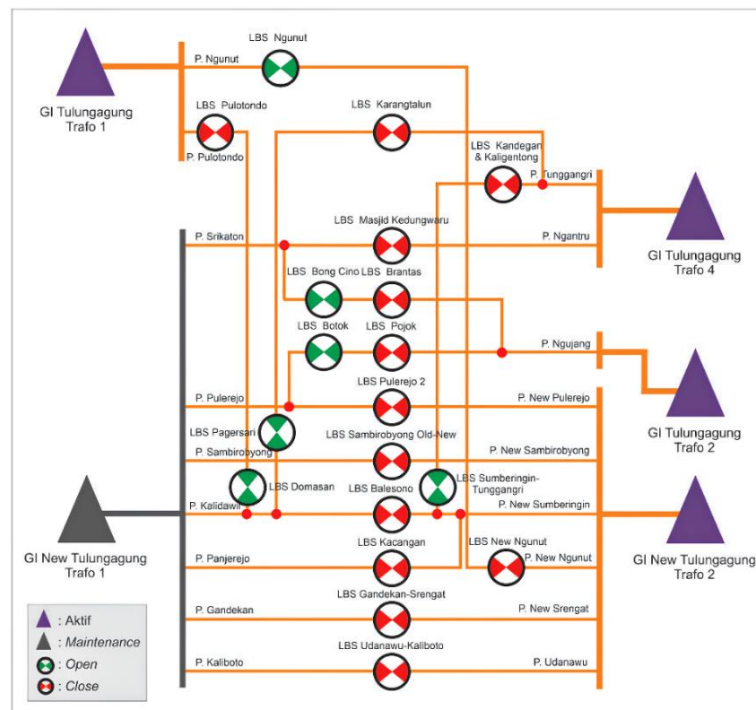 LBS Ngunut
P. Ngunut
GI Tulungagung
Trafo 1
LBS Pulotondo
P. Pulotondo
LBS Karangtalun
LBS Kandegan
& Kaligentong
P. Tunggangri
LBS Masjid Kedungwaru
P. Srikaton
P. Ngantru
GI Tulungagung
Trafo 4
LBS Bong Cino
LBS Brantas
LBS Botok
LBS Pojok
P. Ngujang
LBS Pulerejo 2
P. Pulerejo
P. New Pulerejo
GI Tulungagung
Trafo 2
LBS Pagersari
LBS Sambirobyong Old-New
P. Sambirobyong
P. New Sambirobyong
LBS Domasan
LBS Balesono
LBS Sumberingin-
Tunggangri
P. Kalidawir
P. New Sumberingin
LBS Kacangan
LBS New Ngunut
P. Panjerejo
P. New Ngunut
GI New Tulungagung
Trafo 1
GI New Tulungagung
Trafo 2
LBS Gandekan-Srengat
P. Gandekan
P. New Srengat
LBS Udanawu-Kaliboto
P. Kaliboto
P. Udanawu
: Aktif
: Maintenance
: Open
: Close